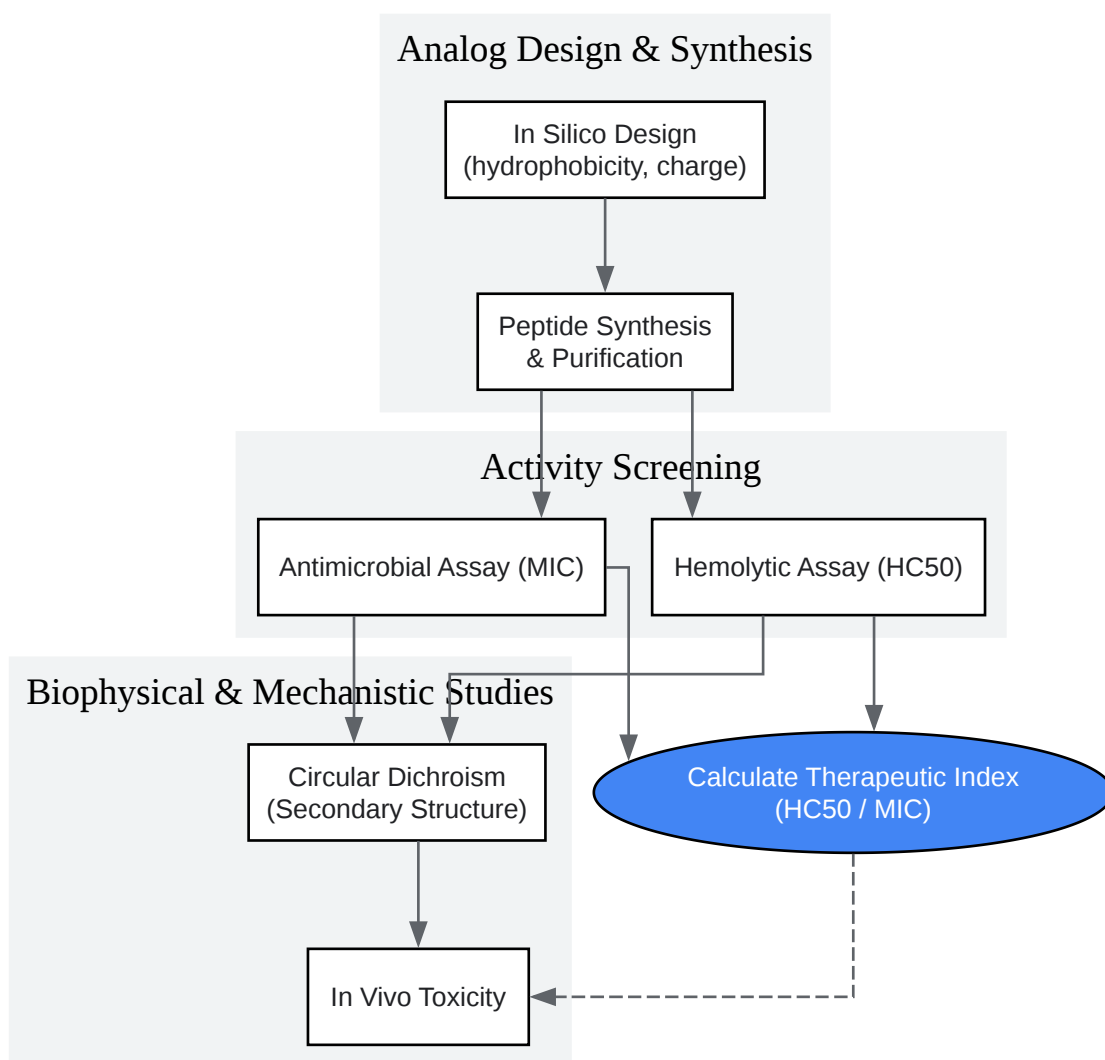 Analog Design & Synthesis
In Silico Design
(hydrophobicity, charge)
Peptide Synthesis
& Purification
Activity Screening
Antimicrobial Assay (MIC)
Hemolytic Assay (HC50)
Biophysical & Mechanistic Studies
Circular Dichroism
(Secondary Structure)
Calculate Therapeutic Index
(HC50 / MIC)
In Vivo Toxicity